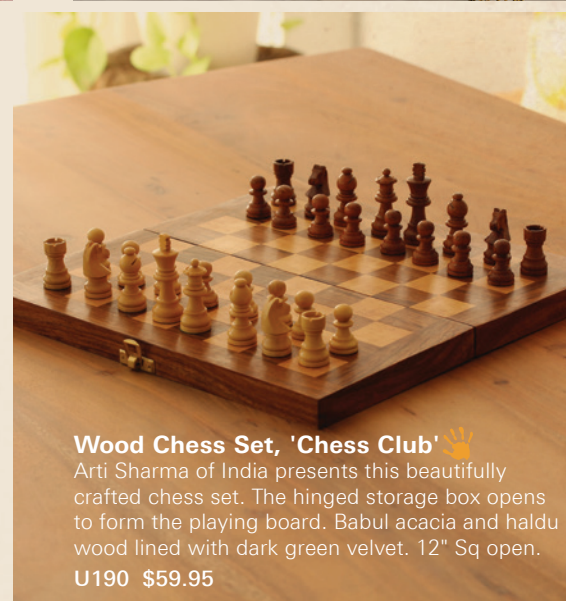 Wood Chess Set, 'Chess Club'
Arti Sharma of India presents this beautifully
crafted chess set. The hinged storage box opens
to form the playing board. Babul acacia and haldu
wood lined with dark green velvet. 12" Sq open.
U190 $59.95